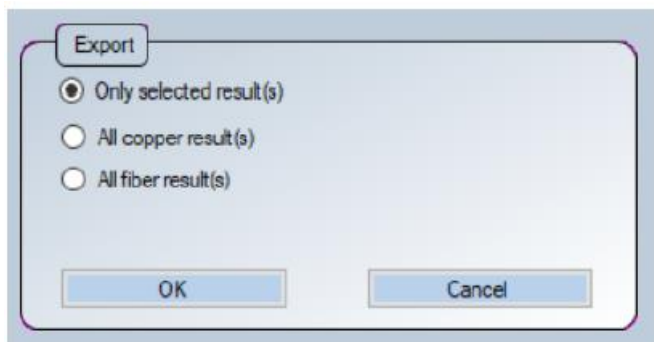 Export
Only selected result(s)
All copper result(s)
All fiber result(s)
OK Cancel